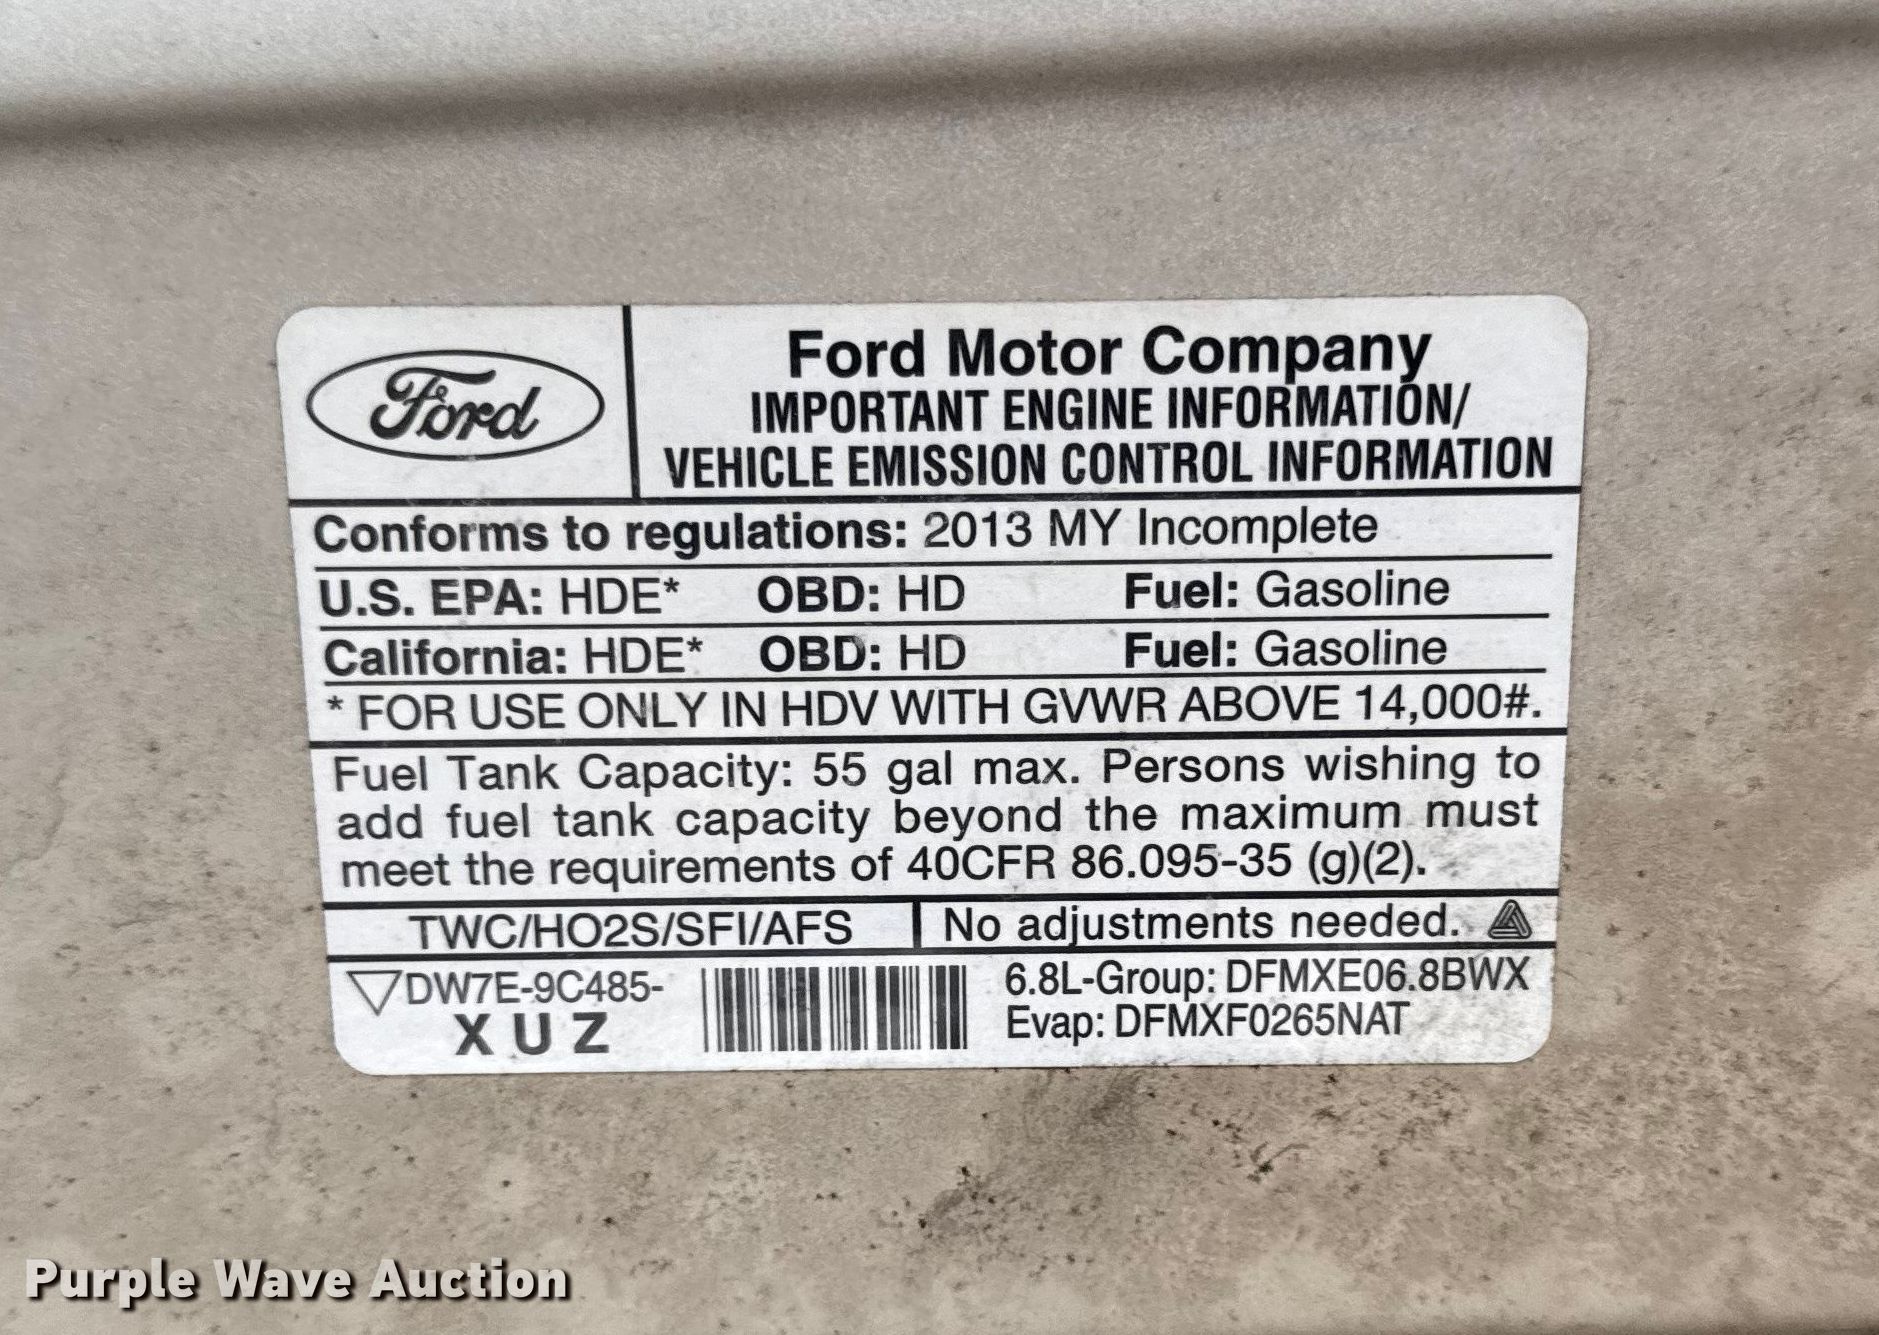 Ford
Ford Motor Company
IMPORTANT ENGINE INFORMATION/
VEHICLE EMISSION CONTROL INFORMATION
Conforms to regulations: 2013 MY Incomplete
U.S. EPA: HDE* OBD: HD Fuel: Gasoline
California: HDE* OBD: HD Fuel: Gasoline
* FOR USE ONLY IN HDV WITH GVWR ABOVE 14,000#.
Fuel Tank Capacity: 55 gal max. Persons wishing to
add fuel tank capacity beyond the maximum must
meet the requirements of 40CFR 86.095-35 (g)(2).
TWC/HO2S/SFI/AFS No adjustments needed.
DW7E-9C485-
X U Z
6.8L-Group: DFMXE06.8BWX
Evap: DFMXF0265NAT
Purple Wave Auction